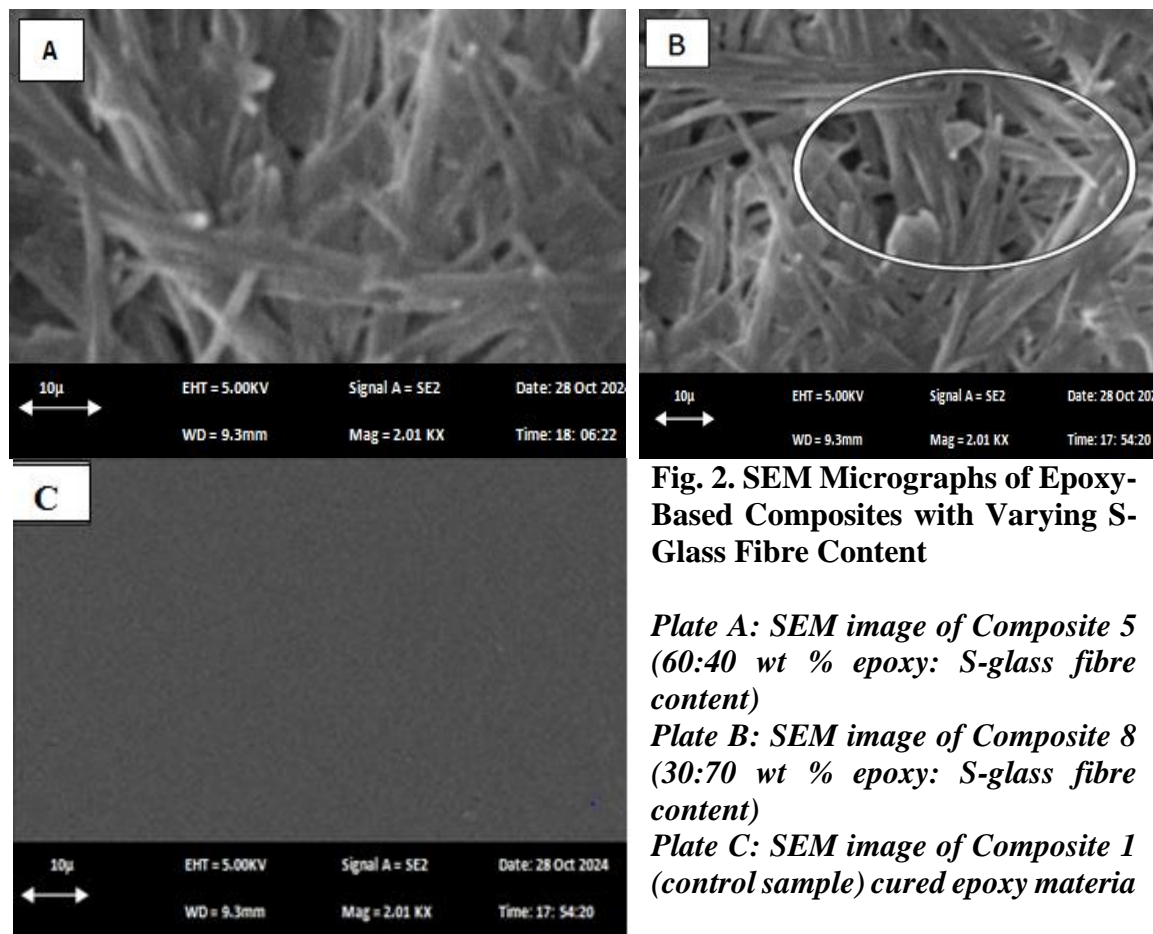 A
10µ EHT = 5.00KV Signal A = SE2 Date: 28 Oct 202
WD = 9.3mm Mag = 2.01 KX Time: 18: 06:22
B
10µ EHT = 5.00KV Signal A = SE2 Date: 28 Oct 202
WD = 9.3mm Mag = 2.01 KX Time: 17: 54:20
C
10µ EHT = 5.00KV Signal A = SE2 Date: 28 Oct 2024
WD = 9.3mm Mag = 2.01 KX Time: 17: 54:20
Fig. 2. SEM Micrographs of Epoxy-
Based Composites with Varying S-
Glass Fibre Content
Plate A: SEM image of Composite 5
(60:40 wt % epoxy: S-glass fibre
content)
Plate B: SEM image of Composite 8
(30:70 wt % epoxy: S-glass fibre
content)
Plate C: SEM image of Composite 1
(control sample) cured epoxy materia